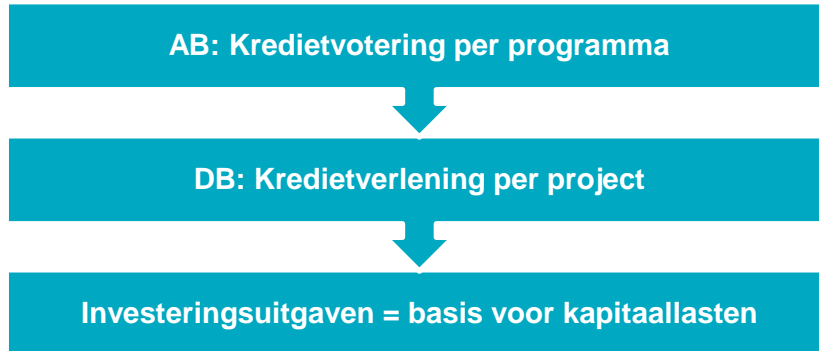 AB: Kredietvotering per programma
DB: Kredietverlening per project
Investeringsuitgaven = basis voor kapitaallasten